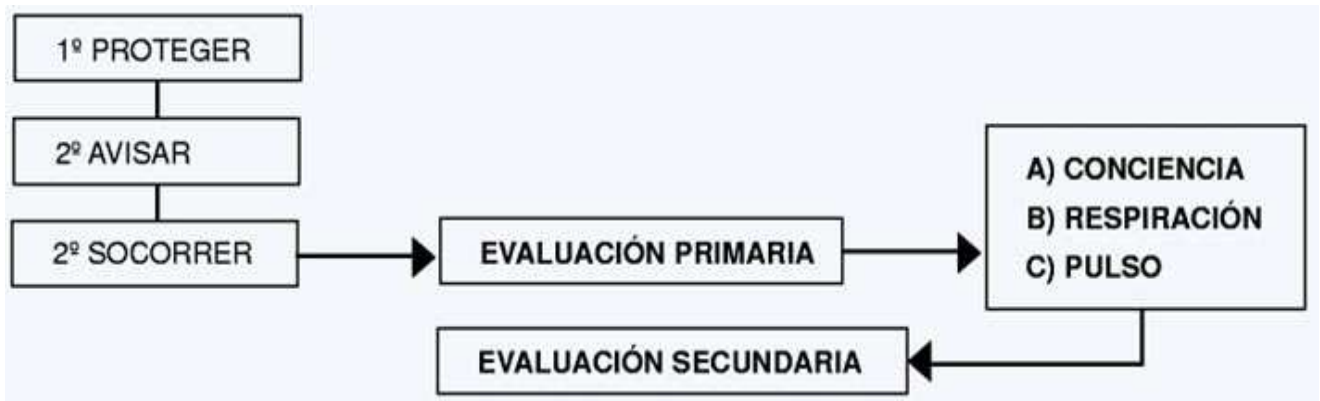 1º PROTEGER
2º AVISAR
2º SOCORRER
EVALUACIÓN PRIMARIA
A) CONCIENCIA
B) RESPIRACIÓN
C) PULSO
EVALUACIÓN SECUNDARIA